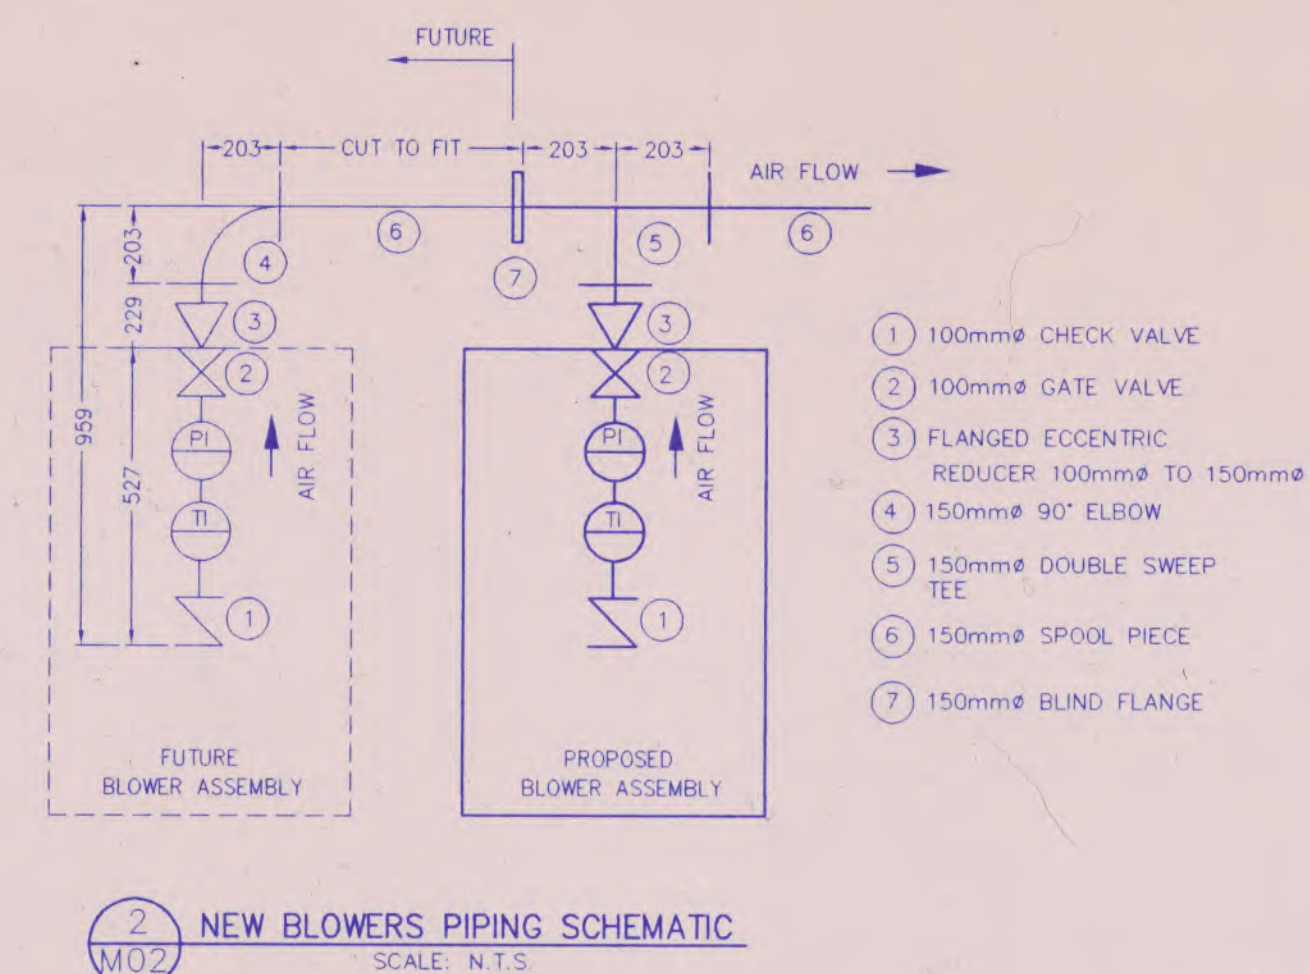 FUTURE
203 CUT TO FIT 203 203
AIR FLOW
6 5 6
4
7
203
229
3 3
2 2
959
527
PI PI
AIR FLOW AIR FLOW
TI TI
1 1
FUTURE
BLOWER ASSEMBLY
PROPOSED
BLOWER ASSEMBLY
1 100mmø CHECK VALVE
2 100mmø GATE VALVE
3 FLANGED ECCENTRIC
REDUCER 100mmø TO 150mmø
4 150mmø 90° ELBOW
5 150mmø DOUBLE SWEEP
TEE
6 150mmø SPOOL PIECE
7 150mmø BLIND FLANGE
2
M02
NEW BLOWERS PIPING SCHEMATIC
SCALE: N.T.S.